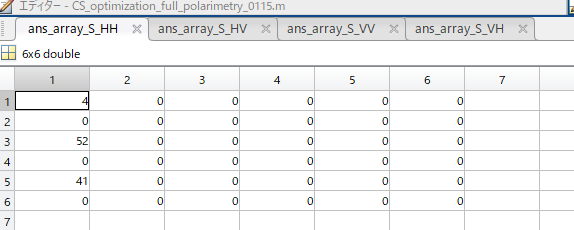 エディター - CS_optimization_full_polarimetry_0115.m
ans_array_S_HH ans_array_S_HV ans_array_S_VV ans_array_S_VH
6x6 double
1 2 3 4 5 6 7
1 4 0 0 0 0 0
2 0 0 0 0 0 0
3 52 0 0 0 0 0
4 0 0 0 0 0 0
5 41 0 0 0 0 0
6 0 0 0 0 0 0
7